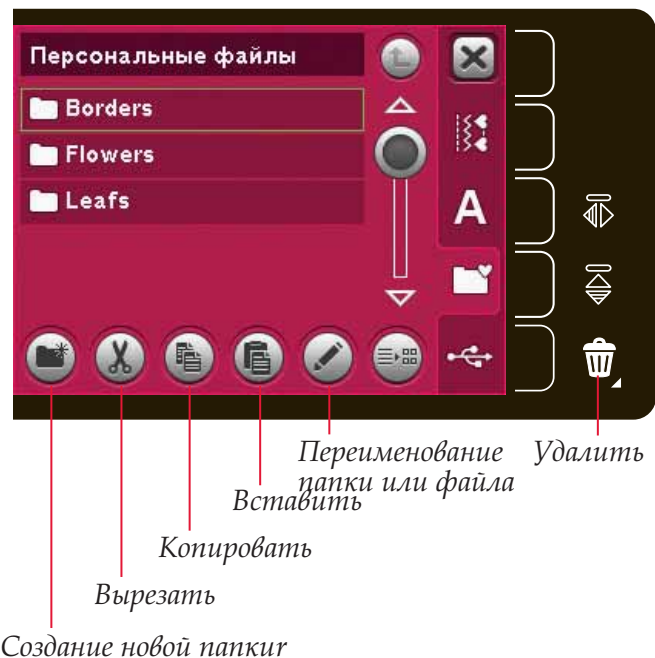 Персональные файлы
Borders
Flowers
Leafs
A
Переименование
папки или файла
Удалить
Вставить
Копировать
Вырезать
Создание новой папкиr